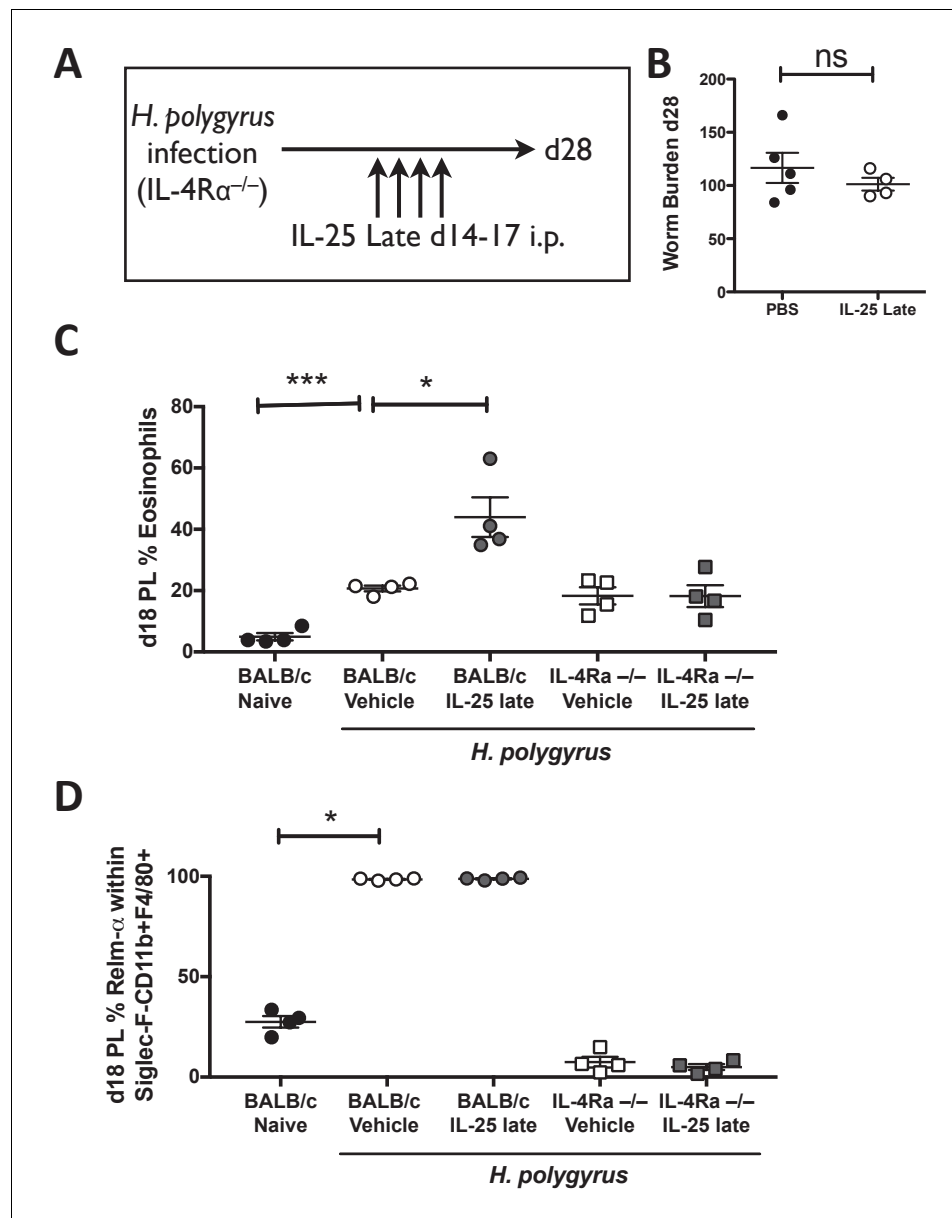 A
H. polygyrus
infection
(IL-4Rα–/–)
d28
IL-25 Late d14-17 i.p.
B
ns
Worm Burden d28
200
150
100
50
0
PBS
IL-25 Late
C
***
*
d18 PL % Eosinophils
80
60
40
20
0
BALB/c
Naive
BALB/c
Vehicle
BALB/c
IL-25 late
IL-4Ra –/–
Vehicle
IL-4Ra –/–
IL-25 late
H. polygyrus
D
*
d18 PL % Relm-α within
Siglec-F-CD11b+F4/80+
100
50
0
BALB/c
Naive
BALB/c
Vehicle
BALB/c
IL-25 late
IL-4Ra –/–
Vehicle
IL-4Ra –/–
IL-25 late
H. polygyrus